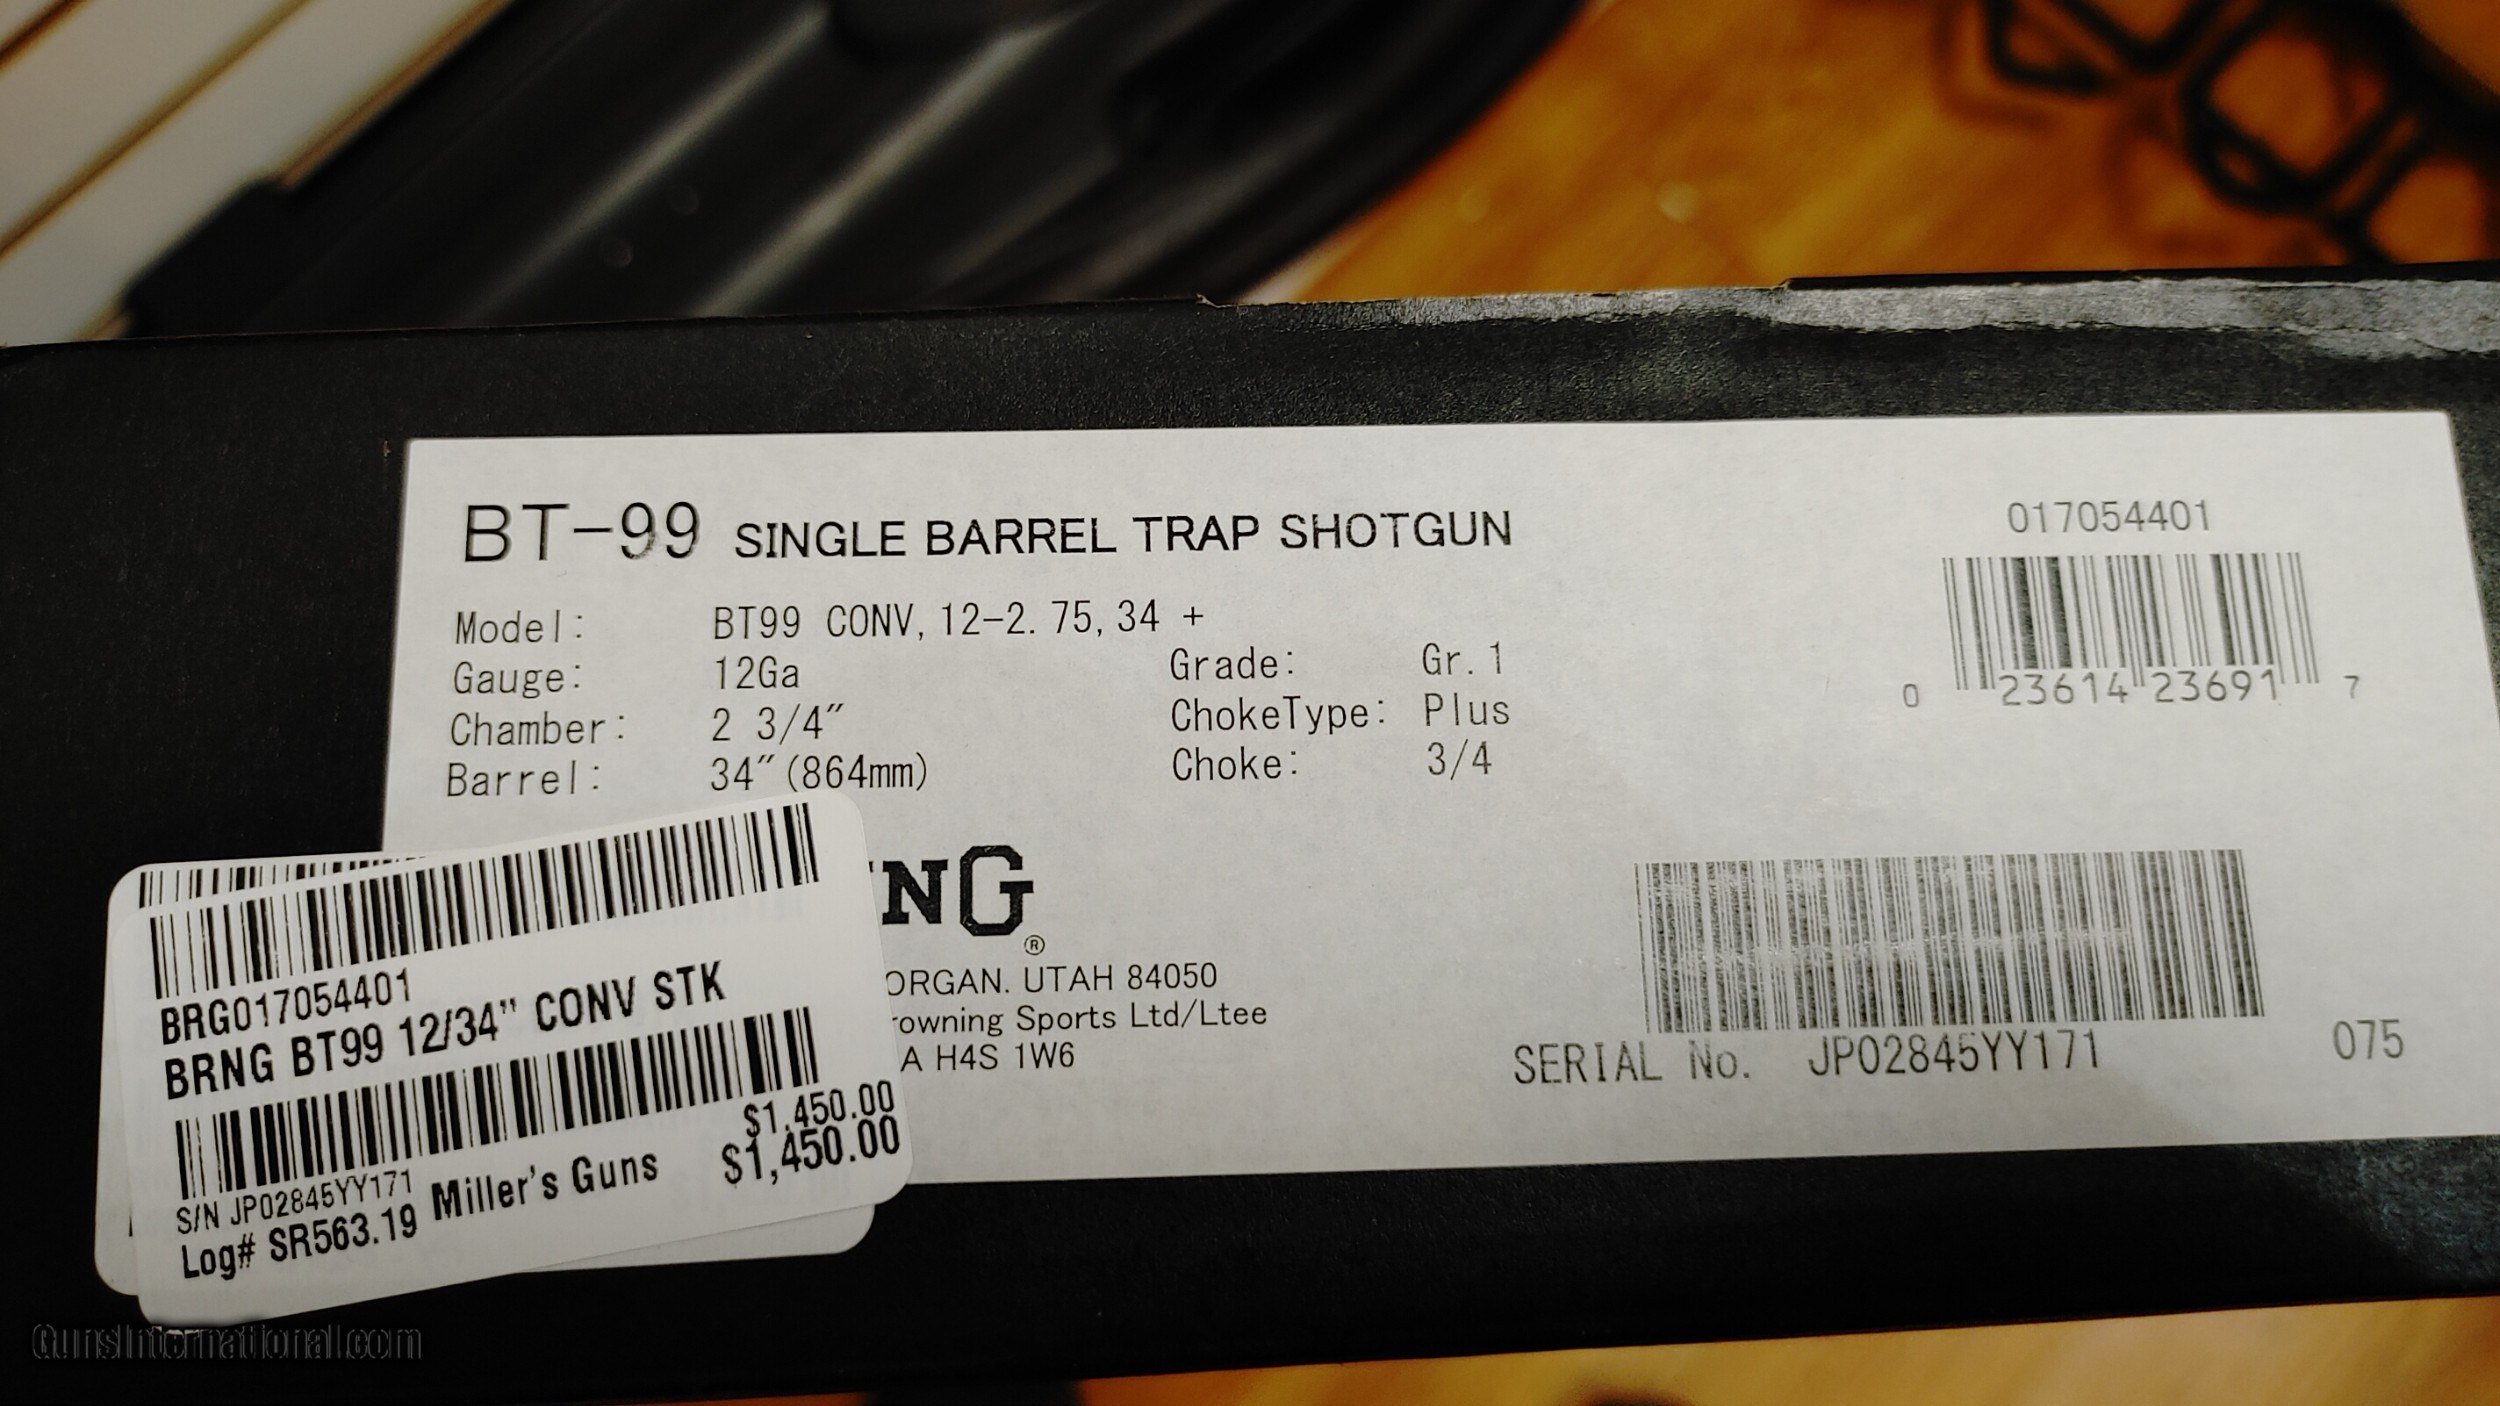 BT-99 SINGLE BARREL TRAP SHOTGUN
017054401
Model: BT99 CONV, 12-2.75, 34 +
Gauge: 12Ga
Grade: Gr. 1
Chamber: 2 3/4"
ChokeType: Plus
Barrel: 34"(864mm)
Choke: 3/4
0 23614 23691 7
NG®
ORGAN. UTAH 84050
rowning Sports Ltd/Ltee
A H4S 1W6
SERIAL No. JP02845YY171
075
BRG017054401
BRNG BT99 12/34" CONV STK
$1,450.00
$1,450.00
S/N JP02845YY171
Log# SR563.19 Miller's Guns
GunsInternational.com